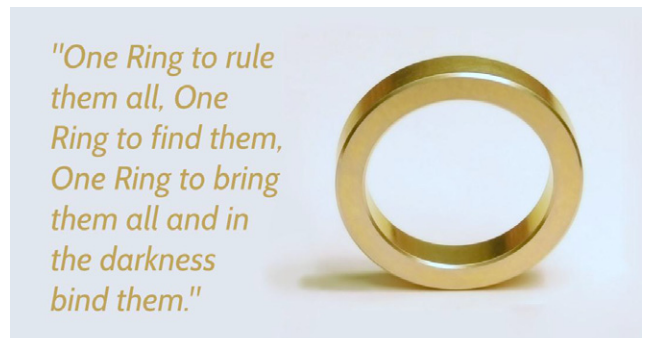 "One Ring to rule
them all, One
Ring to find them,
One Ring to bring
them all and in
the darkness
bind them."